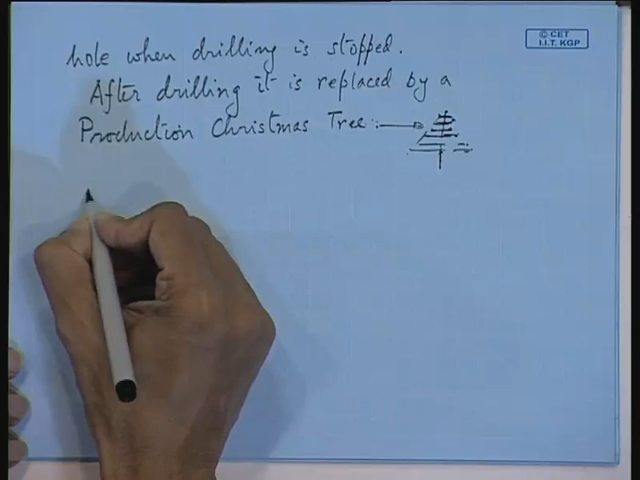 hole when drilling is stopped.
After drilling it is replaced by a
Production Christmas Tree :
© CET
I.I.T. KGP